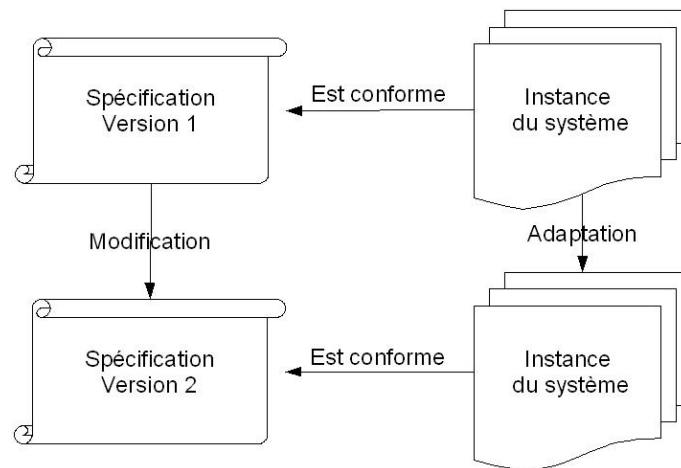 Spécification
Version 1
Est conforme
Instance
du système
Modification
Adaptation
Spécification
Version 2
Est conforme
Instance
du système